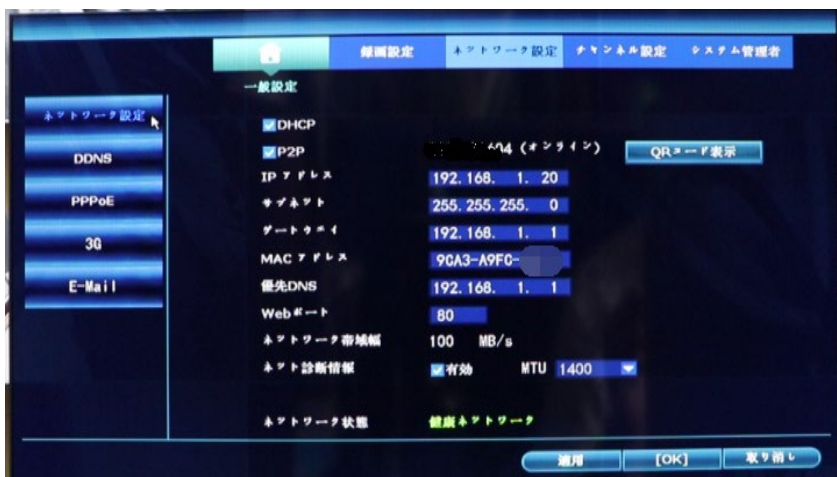 録画設定 ネットワーク設定 チャンネル設定 システム管理者
一般設定
ネットワーク設定
DDNS
PPPoE
3G
E-Mail
DHCP
P2P 604 (オンライン) QRコード表示
IPアドレス 192.168. 1. 20
サブネット 255.255.255. 0
ゲートウェイ 192.168. 1. 1
MACアドレス 9CA3-A9FC-
優先DNS 192.168. 1. 1
Webポート 80
ネットワーク帯域幅 100 MB/s
ネット診断情報 有効 MTU 1400
ネットワーク状態 健康ネットワーク
適用 [OK] 取り消し